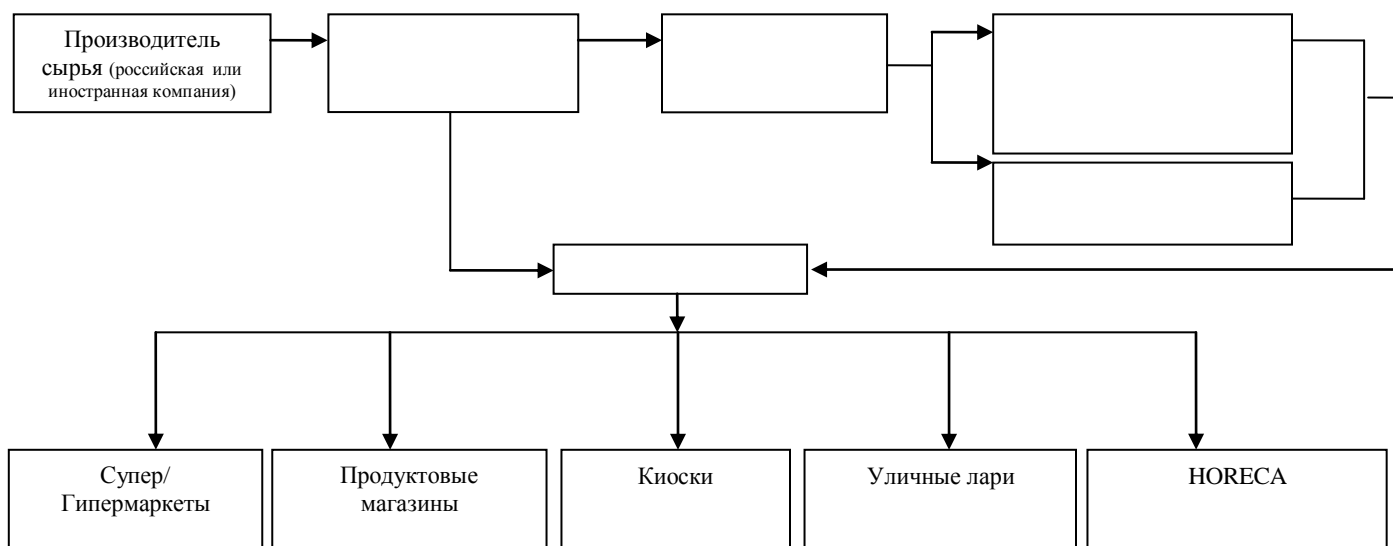 Производитель
сырья (российская или
иностранная компания)
Супер/
Гипермаркеты
Продуктовые
магазины
Киоски
Уличные лари
HORECA